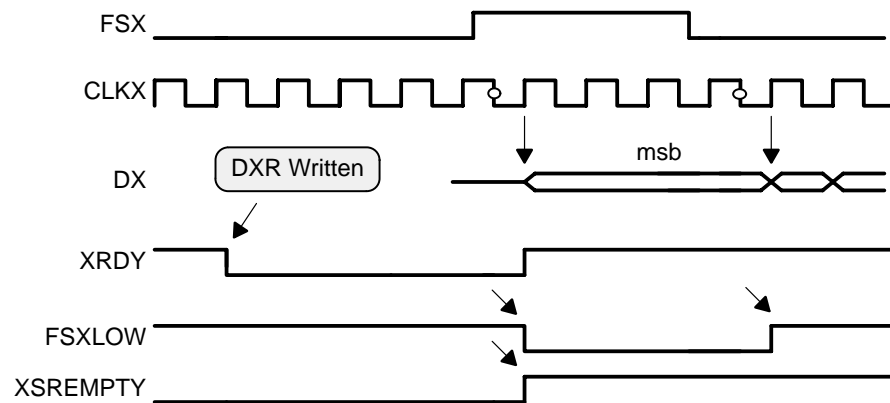 FSX
CLKX
msb
DXR Written
DX
XRDY
FSXLOW
XSREMPTY